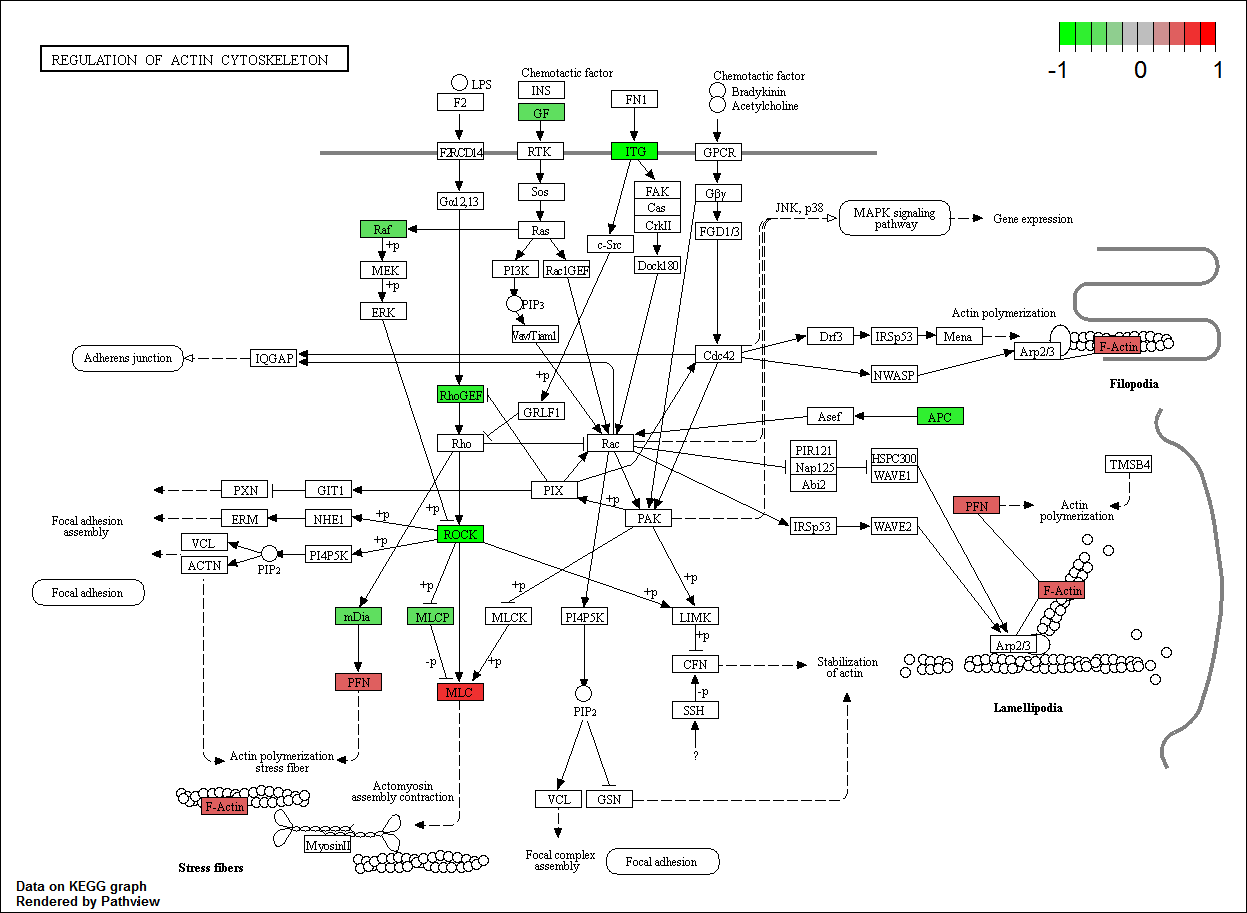 REGULATION OF ACTIN CYTOSKELETON
-1 0 1
LPS
F2
Chemotactic factor
INS
GF
FN1
Chemotactic factor
Bradykinin
Acetylcholine
F2RCD14
RTK
ITG
GPCR
Gα12,13
Sos
FAK
Cas
CrkII
Gβγ
JNK, p38
MAPK signaling
pathway
Gene expression
Raf
Ras
c-Src
FGD1/3
+p
MEK
PI3K
Rac1GEF
Dock180
+p
ERK
PIP3
Vav/Tiam1
Actin polymerization
Drf3
IRSp53
Mena
Arp2/3
F-Actin
Adherens junction
IQGAP
Cdc42
NWASP
Filopodia
+p
RhoGEF
GRLF1
Asef
APC
Rho
Rac
PIR121
Nap125
Abi2
HSPC300
WAVE1
TMSB4
PXN
GIT1
PIX
+p
PFN
Actin
polymerization
Focal adhesion
assembly
ERM
NHE1
+p
+p
PAK
IRSp53
WAVE2
ROCK
VCL
ACTN
PIP2
PI4P5K
+p
Focal adhesion
+p
+p
+p
+p
F-Actin
mDia
MLCP
MLCK
PI4P5K
LIMK
+p
Arp2/3
-p
+p
CFN
Stabilization
of actin
PFN
MLC
-p
SSH
PIP2
Lamellipodia
?
Actin polymerization
stress fiber
Actomyosin
assembly contraction
F-Actin
VCL
GSN
MyosinII
Stress fibers
Focal complex
assembly
Focal adhesion
Data on KEGG graph
Rendered by Pathview